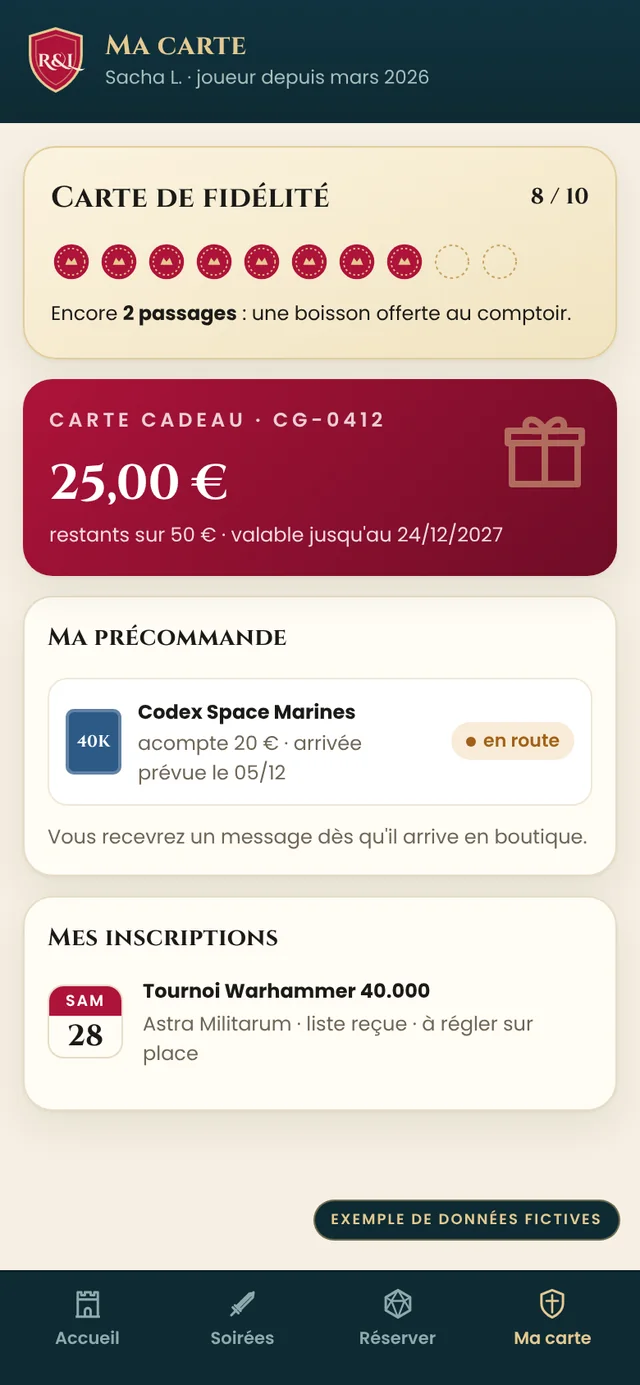 R&L
Ma carte
Sacha L. · joueur depuis mars 2026
Carte de fidélité
8 / 10
Encore 2 passages : une boisson offerte au comptoir.
CARTE CADEAU · CG-0412
25,00 €
restants sur 50 € · valable jusqu'au 24/12/2027
Ma précommande
40K
Codex Space Marines
acompte 20 € · arrivée
prévue le 05/12
en route
Vous recevrez un message dès qu'il arrive en boutique.
Mes inscriptions
SAM
28
Tournoi Warhammer 40.000
Astra Militarum · liste reçue · à régler sur
place
EXEMPLE DE DONNÉES FICTIVES
Accueil
Soirées
Réserver
Ma carte